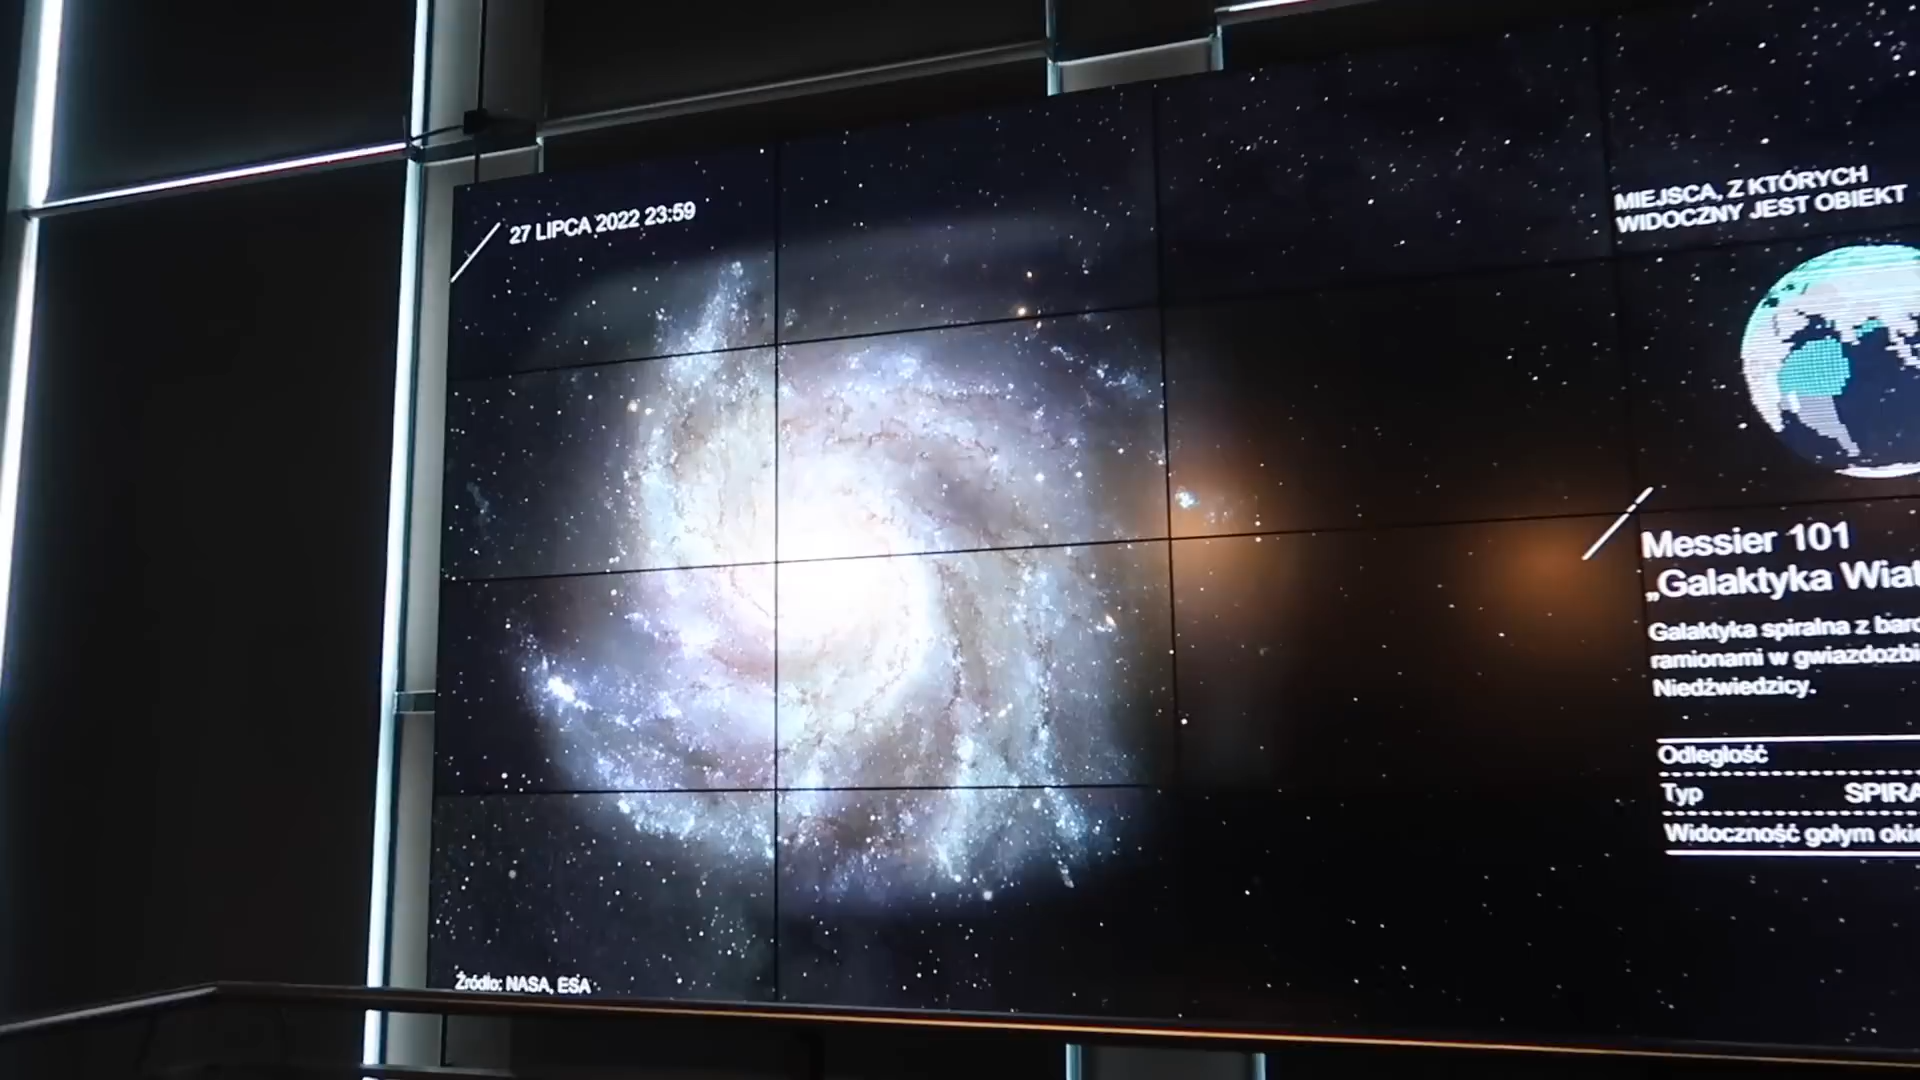 27 LIPCA 2022 23:59
MIEJSCA, Z KTÓRYCH
WIDOCZNY JEST OBIEKT
Messier 101
„Galaktyka
Galaktyka spiralna z
ramionami w
Niedźwiedzicy.
Odległość
Typ
Widoczność gołym
Źródło: NASA, ESA